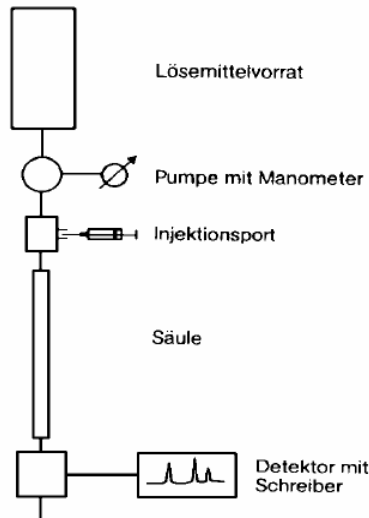 Lösemittelvorrat
Pumpe mit Manometer
Injektionsport
Säule
Detektor mit
Schreiber